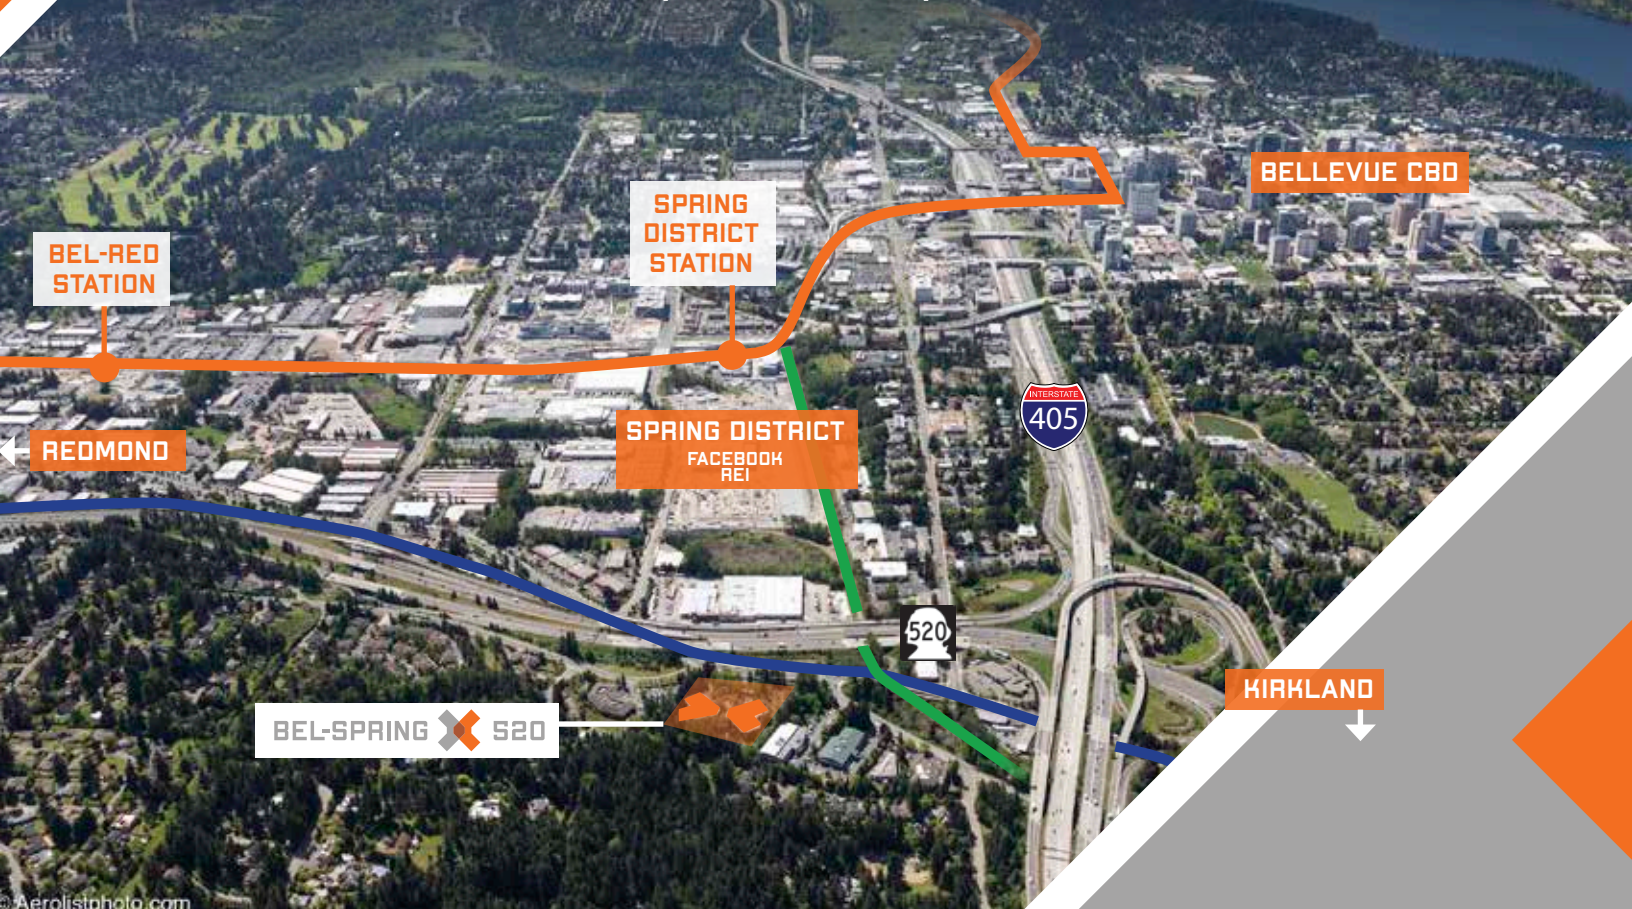 BELLEVUE CBD
SPRING
DISTRICT
STATION
BEL-RED
STATION
INTERSTATE
405
SPRING DISTRICT
FACEBOOK
REI
REDMOND
520
KIRKLAND
BEL-SPRING 520
Aerolistphoto.com